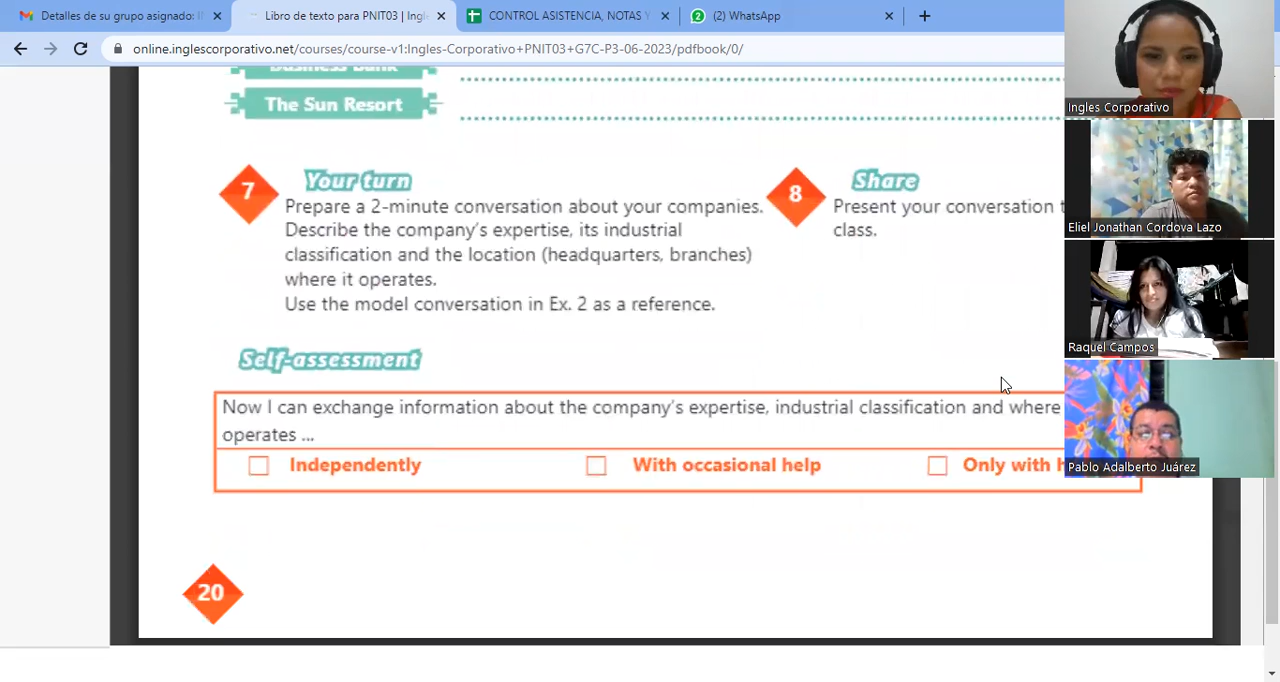 Detalles de su grupo asignado: I
Libro de texto para PNIT03 | Ingl
CONTROL ASISTENCIA, NOTAS Y
(2) WhatsApp
online.inglescorporativo.net/courses/course-v1:Ingles-Corporativo+PNIT03+G7C-P3-06-2023/pdfbook/0/
Business Bank
The Sun Resort
7
Your turn
Prepare a 2-minute conversation about your companies.
Describe the company's expertise, its industrial
classification and the location (headquarters, branches)
where it operates.
Use the model conversation in Ex. 2 as a reference.
8
Share
Present your conversation t
class.
Self-assessment
Now I can exchange information about the company's expertise, industrial classification and where
operates ...
Independently
With occasional help
Only with h
20
Ingles Corporativo
Eliel Jonathan Cordova Lazo
Raquel Campos
Pablo Adalberto Juárez